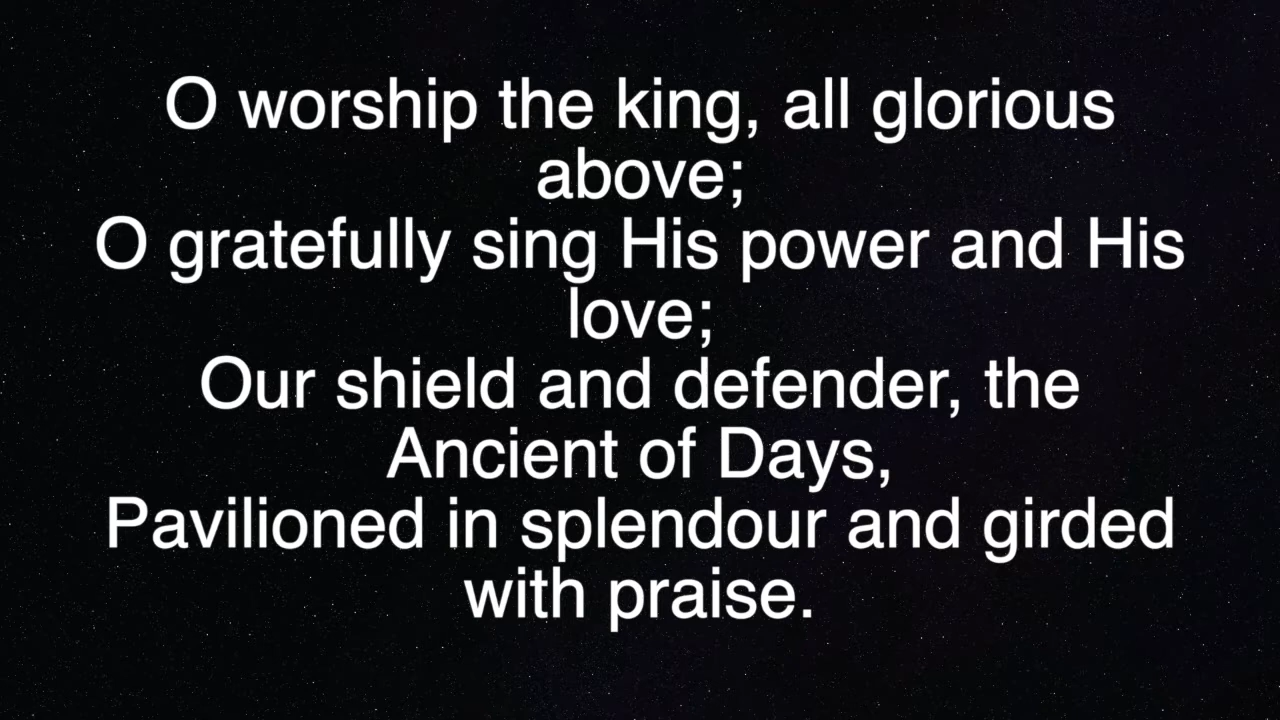 O worship the king, all glorious
above;
O gratefully sing His power and His
love;
Our shield and defender, the
Ancient of Days,
Pavilioned in splendour and girded
with praise.